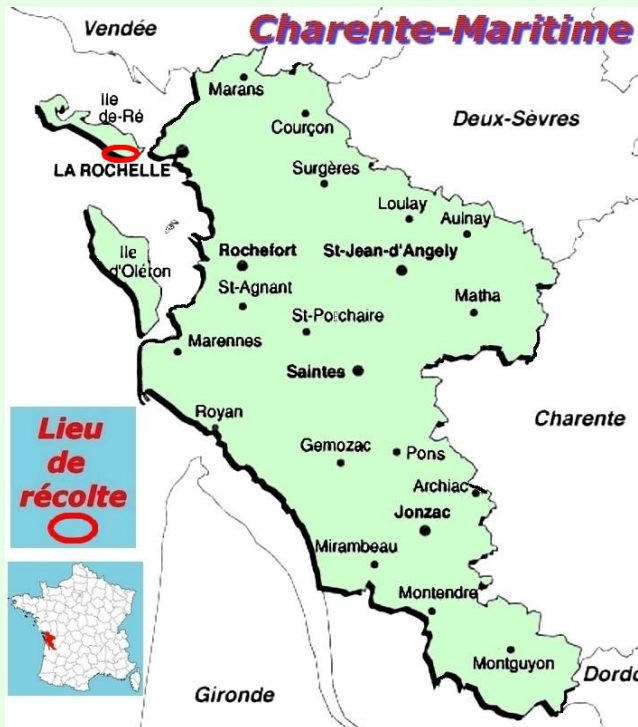 Vendée
Charente-Maritime
Marans
Ile
de-Ré
Courçon
Deux-Sèvres
LA ROCHELLE
Surgères
Loulay
Aulnay
Ile
d'Oléron
Rochefort
St-Jean-d'Angely
St-Agnant
Matha
St-Porchaire
Marennes
Saintes
Royan
Charente
Lieu
de
récolte
Gemozac
Pons
Archiac
Jonzac
Mirambeau
Montendre
Montguyon
Gironde
Dordo